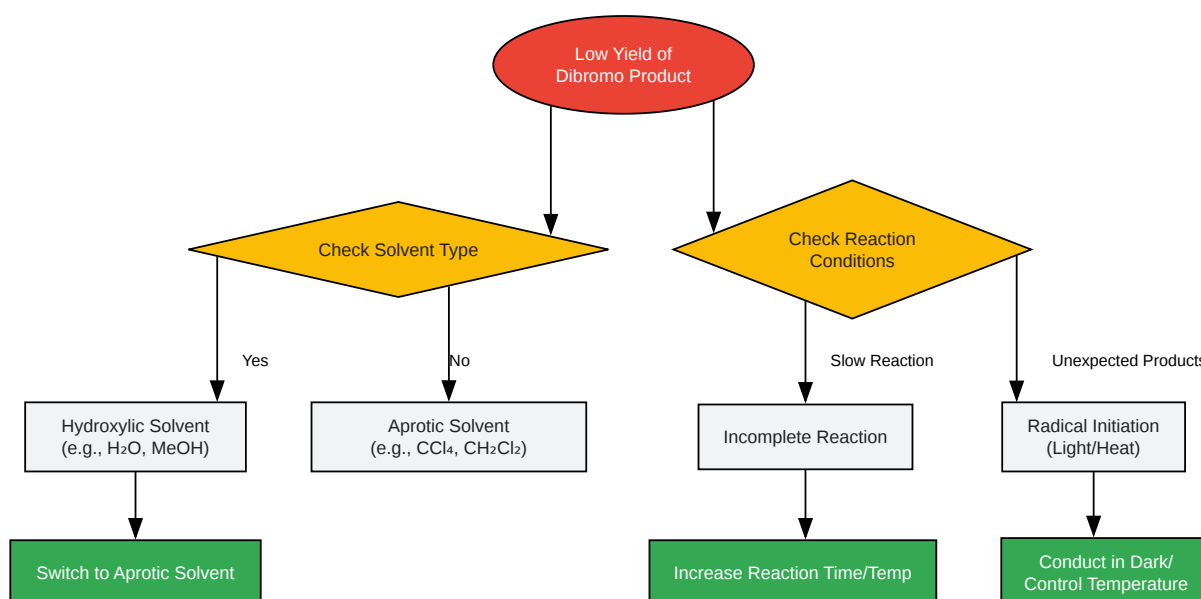 Low Yield of
Dibromo Product
Check Solvent Type
Check Reaction
Conditions
Yes
No
Slow Reaction
Unexpected Products
Hydroxylic Solvent
(e.g., H₂O, MeOH)
Aprotic Solvent
(e.g., CCl₄, CH₂Cl₂)
Incomplete Reaction
Radical Initiation
(Light/Heat)
Switch to Aprotic Solvent
Increase Reaction Time/Temp
Conduct in Dark/
Control Temperature